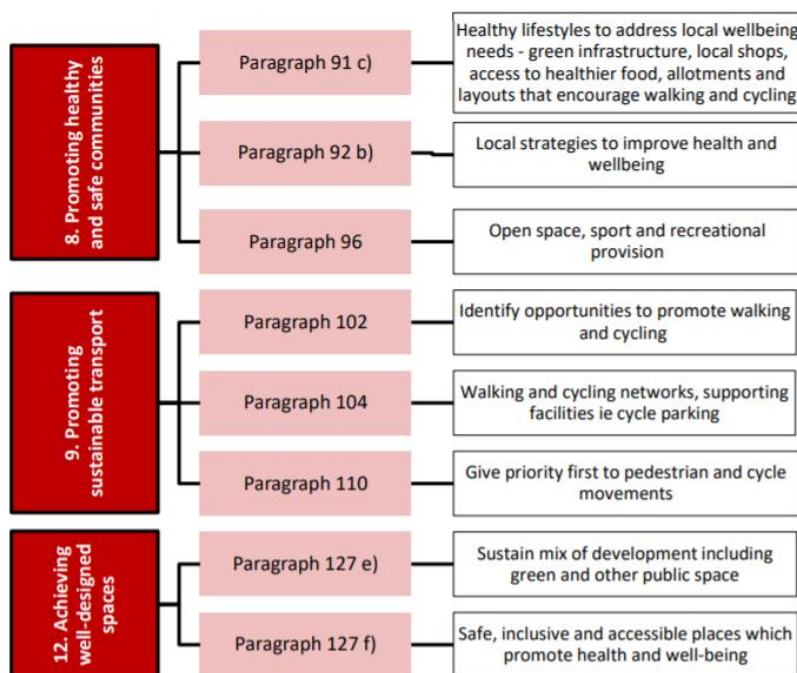 8. Promoting healthy
and safe communities
Paragraph 91 c)
Healthy lifestyles to address local wellbeing
needs - green infrastructure, local shops,
access to healthier food, allotments and
layouts that encourage walking and cycling
Paragraph 92 b)
Local strategies to improve health and
wellbeing
Paragraph 96
Open space, sport and recreational
provision
9. Promoting
sustainable transport
Paragraph 102
Identify opportunities to promote walking
and cycling
Paragraph 104
Walking and cycling networks, supporting
facilities ie cycle parking
Paragraph 110
Give priority first to pedestrian and cycle
movements
12. Achieving
well-designed
spaces
Paragraph 127 e)
Sustain mix of development including
green and other public space
Paragraph 127 f)
Safe, inclusive and accessible places which
promote health and well-being